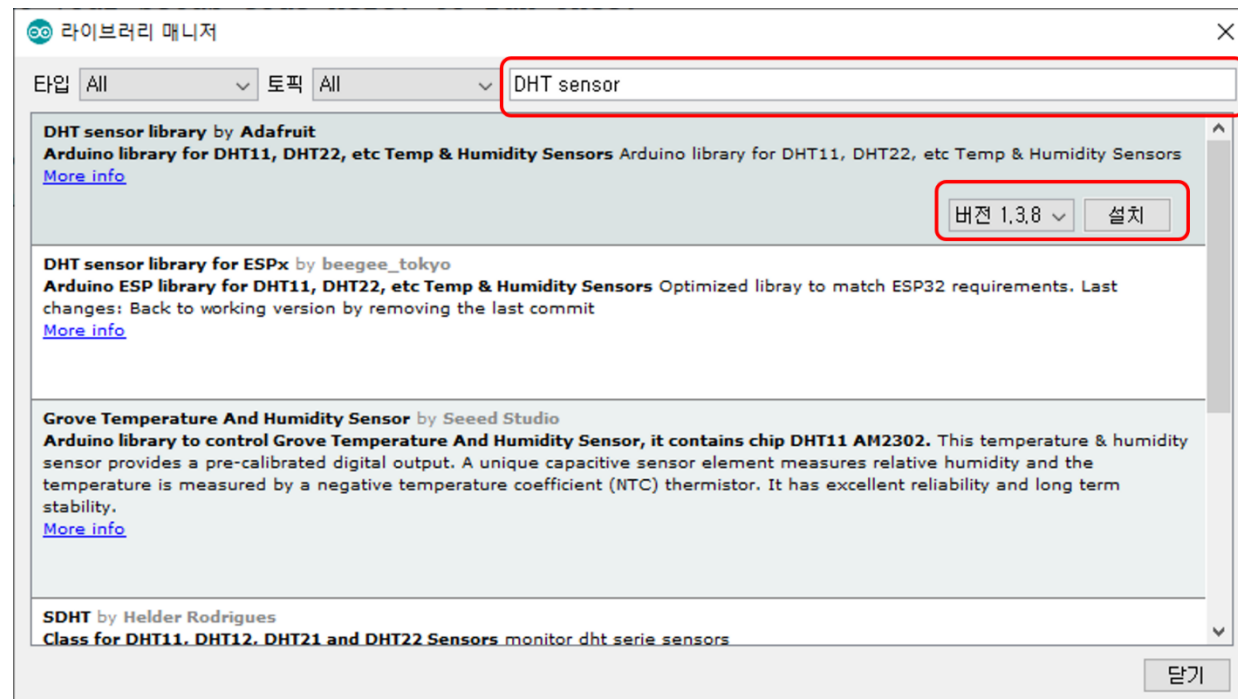 라이브러리 매니저
타입 All 토픽 All DHT sensor
DHT sensor library by Adafruit
Arduino library for DHT11, DHT22, etc Temp & Humidity Sensors Arduino library for DHT11, DHT22, etc Temp & Humidity Sensors
More info
버전 1,3,8 설치
DHT sensor library for ESPx by beegee_tokyo
Arduino ESP library for DHT11, DHT22, etc Temp & Humidity Sensors Optimized libray to match ESP32 requirements. Last
changes: Back to working version by removing the last commit
More info
Grove Temperature And Humidity Sensor by Seeed Studio
Arduino library to control Grove Temperature And Humidity Sensor, it contains chip DHT11 AM2302. This temperature & humidity
sensor provides a pre-calibrated digital output. A unique capacitive sensor element measures relative humidity and the
temperature is measured by a negative temperature coefficient (NTC) thermistor. It has excellent reliability and long term
stability.
More info
SDHT by Helder Rodrigues
Class for DHT11, DHT12, DHT21 and DHT22 Sensors monitor dht serie sensors
닫기